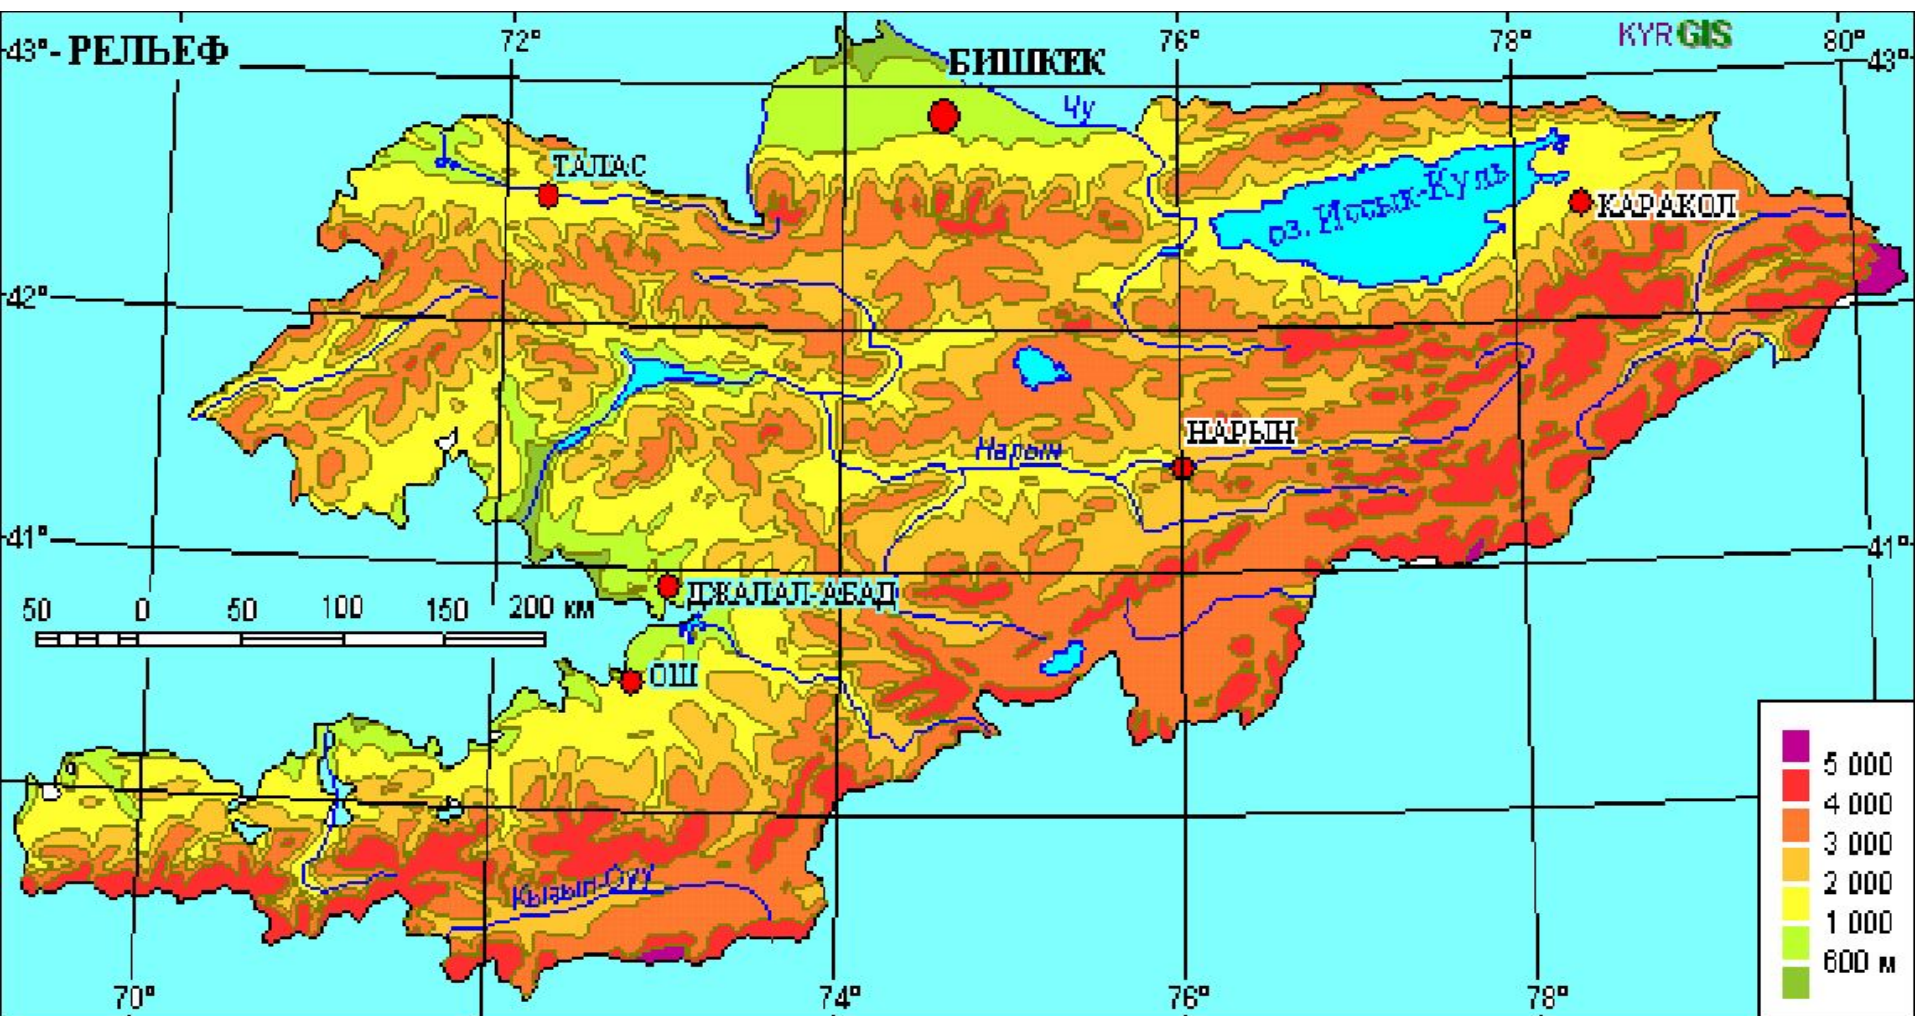 43°- РЕЛЬЕФ
72°
БИШКЕК
76°
78°
KYRGIS
80°
43°
Чу
ТАЛАС
оз. Иссык-Куль
КАРАКОЛ
42°
НАРЫН
Нарын
41°
41°
ДЖАЛАЛ-АБАД
50 0 50 100 150 200 км
ОШ
Кызыл-Суу
5 000
4 000
3 000
2 000
1 000
600 м
70°
74°
76°
78°